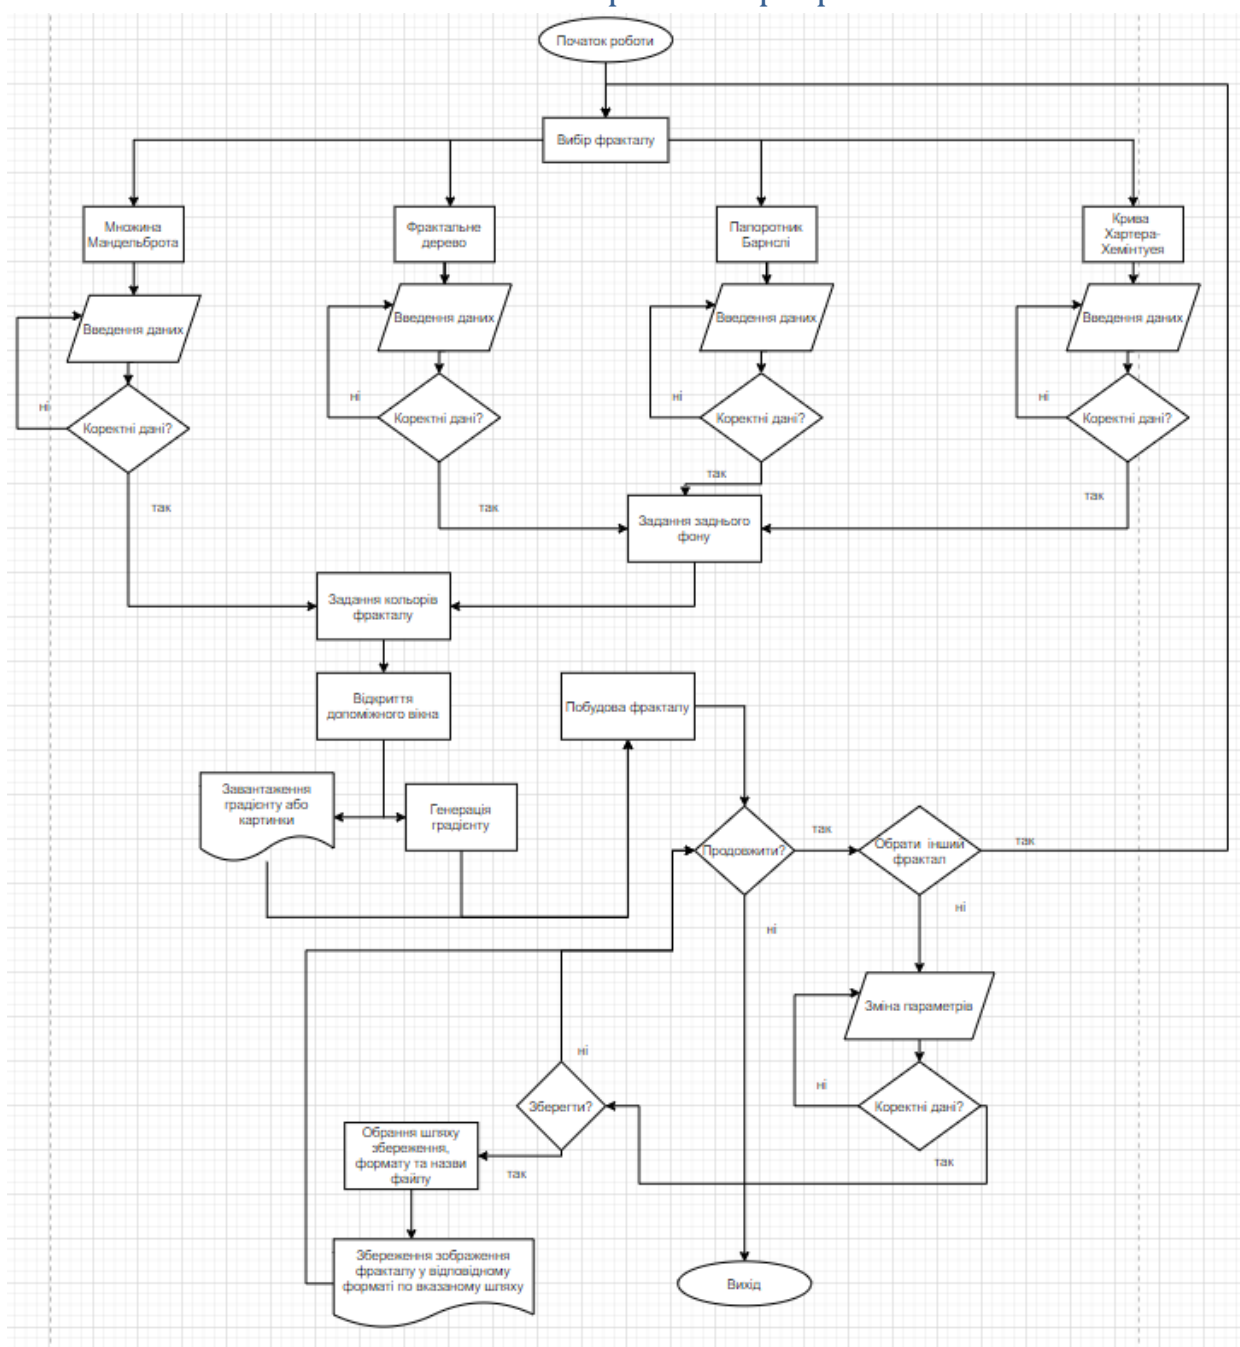 Початок роботи
Вибір фракталу
Множина
Мандельброта
Фрактальне
дерево
Папоротник
Барнслі
Крива
Хартера-
Хемінтуея
Введення даних
Введення даних
Введення даних
Введення даних
ні
ні
ні
ні
Коректні дані?
Коректні дані?
Коректні дані?
Коректні дані?
так
так
так
так
Задання заднього
фону
Задання кольорів
фракталу
Відкриття
допоміжного вікна
Побудова фракталу
Завантаження
градієнту або
картинки
Генерація
градієнту
Продовжити?
так
Обрати інший
фрактал
так
ні
ні
Зміна параметрів
ні
Коректні дані?
так
ні
Зберегти?
так
Обрання шляху
збереження,
формату та назви
файлу
Збереження зображення
фракталу у відповідному
форматі по вказаному шляху
Вихід